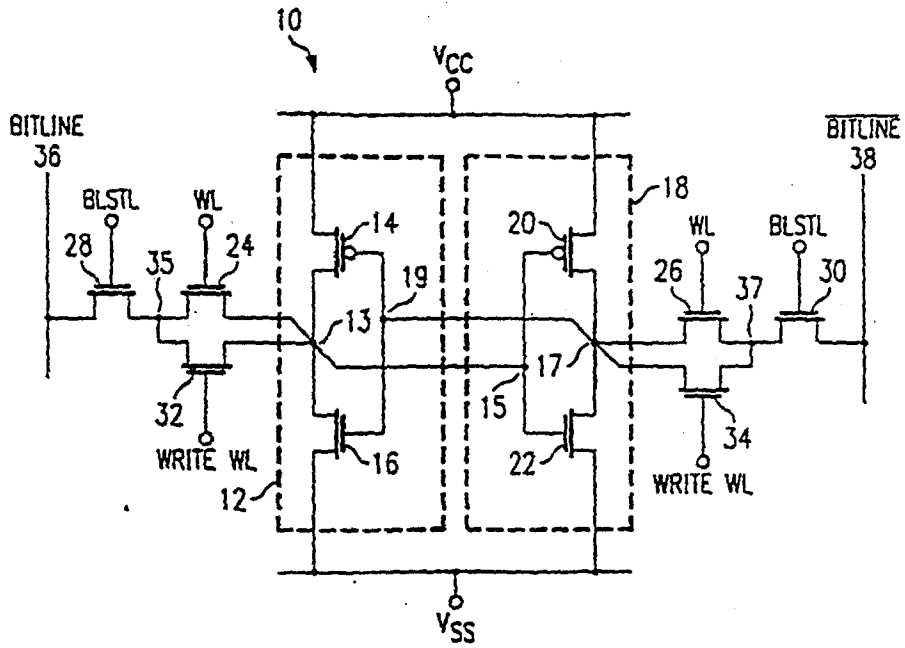 10
VCC
BITLINE
36
BITLINE
38
BLSTL
WL
18
28
35
24
14
20
WL
BLSTL
19
26
37
30
13
17
32
15
34
WRITE WL
16
22
WRITE WL
12
VSS